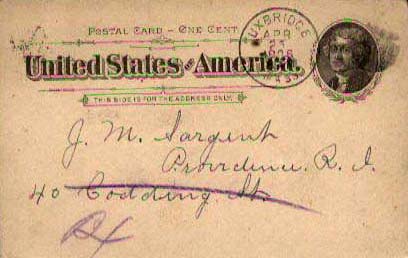 POSTAL CARD – ONE CENT.
United States of America.
THIS SIDE IS FOR THE ADDRESS ONLY.
UXBRIDGE
APR
J. M. Sargent
Providence. R. I.
40 Codding St.